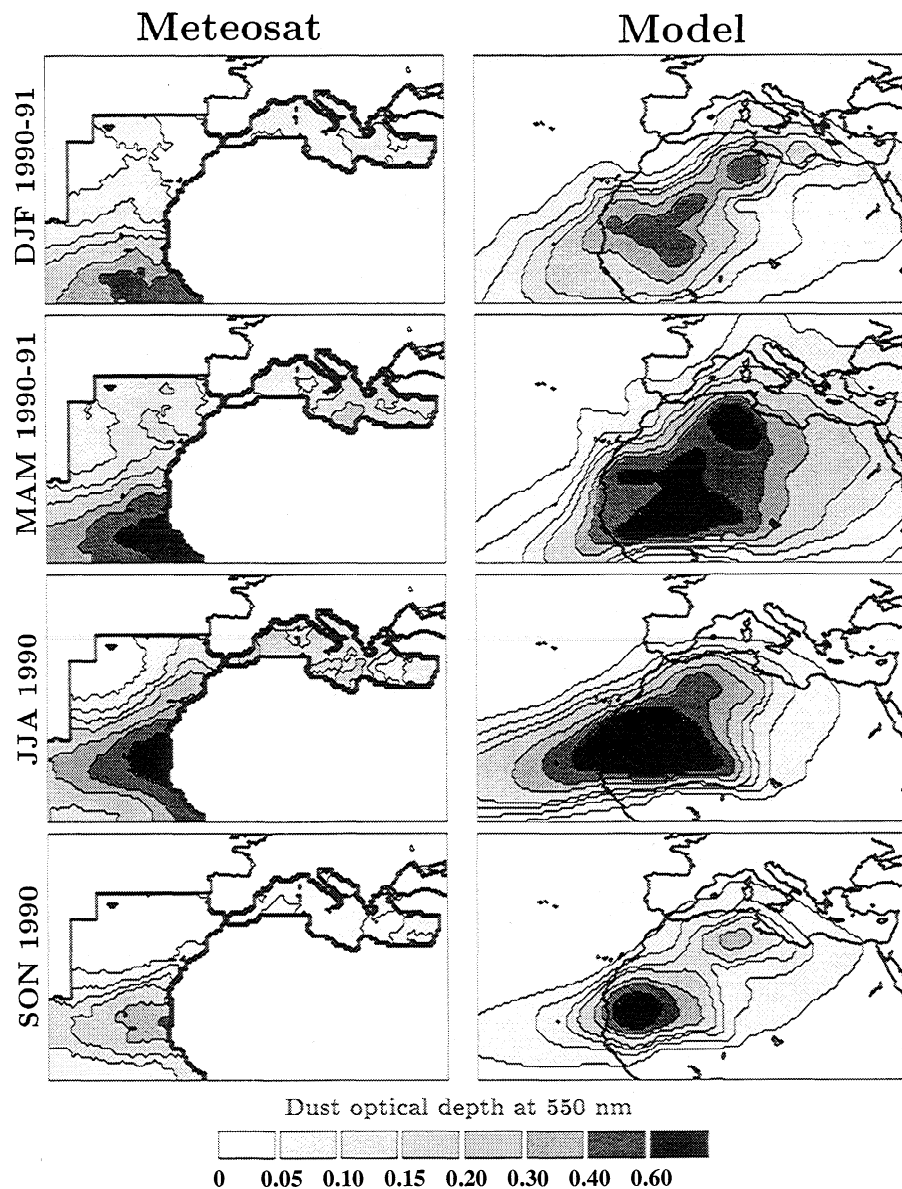 Meteosat Model
DJF 1990-91
MAM 1990-91
JJA 1990
SON 1990
Dust optical depth at 550 nm
0 0.05 0.10 0.15 0.20 0.30 0.40 0.60